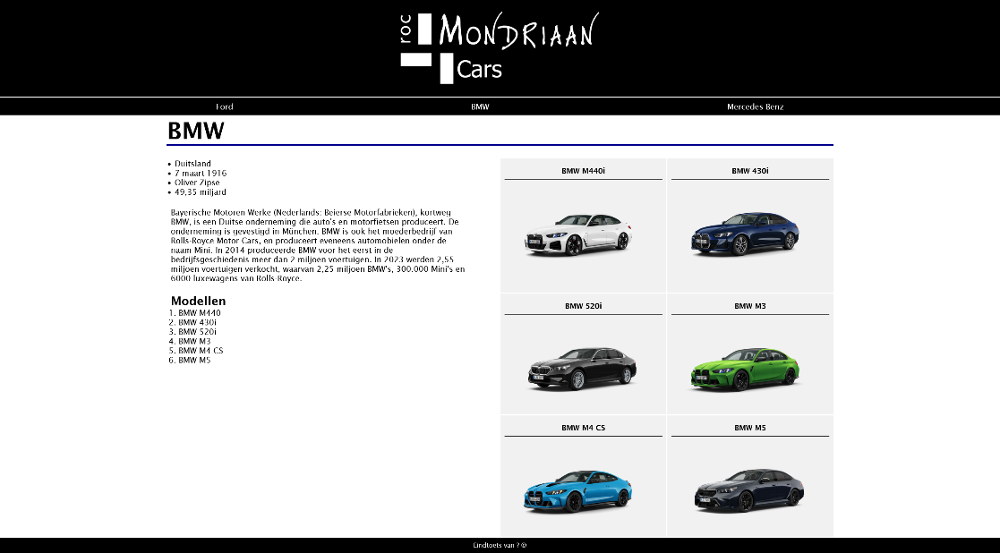 roc
MONDRIAAN
Cars
Ford
BMW
Mercedes Benz
BMW
• Duitsland
• 7 maart 1916
• Oliver Zipse
• 49,35 miljard
Bayerische Motoren Werke (Nederlands: Beierse Motorfabrieken), kortweg
BMW, is een Duitse onderneming die auto's en motorfietsen produceert. De
onderneming is gevestigd in München. BMW is ook het moederbedrijf van
Rolls-Royce Motor Cars, en produceert eveneens automobielen onder de
naam Mini. In 2014 produceerde BMW voor het eerst in de
bedrijfsgeschiedenis meer dan 2 miljoen voertuigen. In 2023 werden 2,55
miljoen voertuigen verkocht, waarvan 2,25 miljoen BMW's, 300.000 Mini's en
6000 luxewagens van Rolls-Royce.
Modellen
1. BMW M440
2. BMW 430i
3. BMW 520i
4. BMW M3
5. BMW M4 CS
6. BMW M5
BMW M440i
BMW 430i
BMW 520i
BMW M3
BMW M4 CS
BMW M5
Eindtoets van ? ©